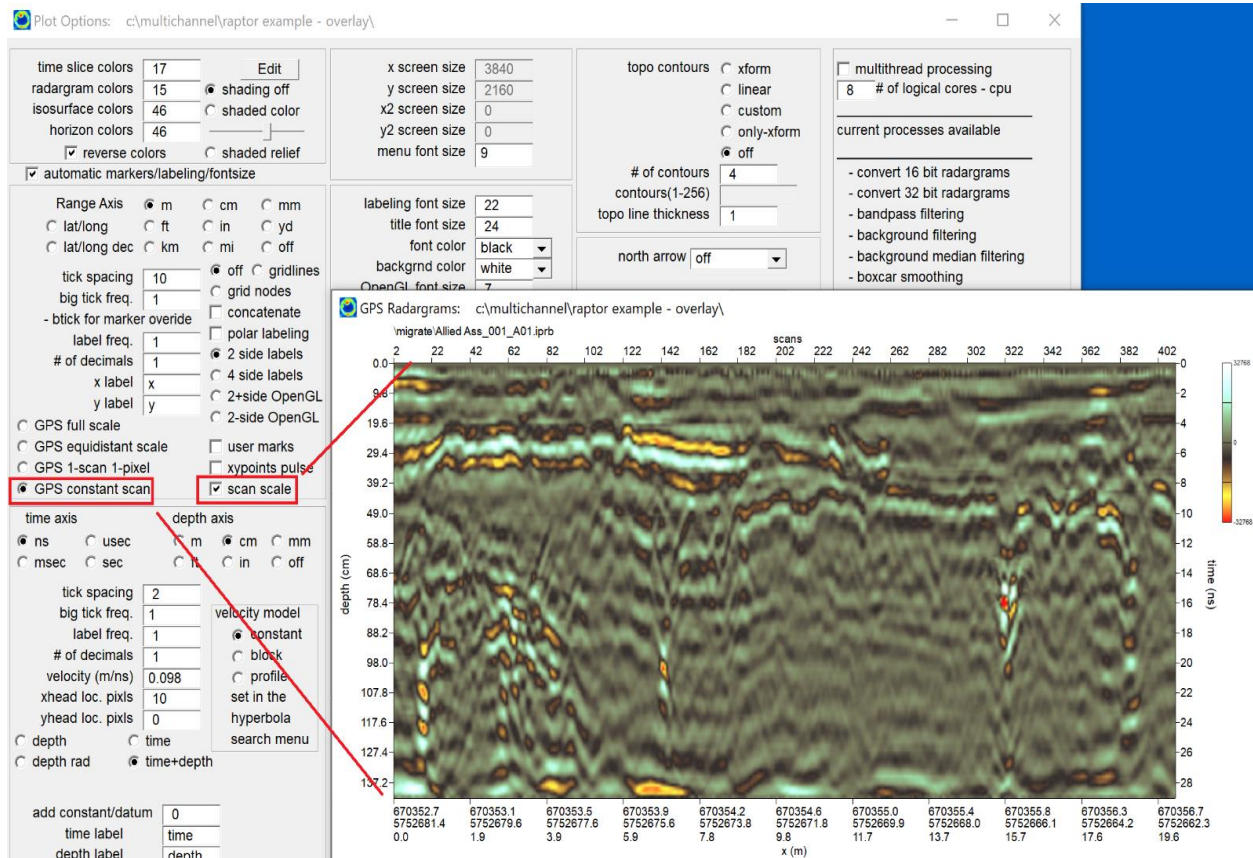 Plot Options: c:\multichannel\raptor example - overlay\
time slice colors 17 Edit
radargram colors 15 shading off
isosurface colors 46 shaded color
horizon colors 46
reverse colors shaded relief
automatic markers/labeling/fontsize
Range Axis m cm mm
lat/long ft in yd
lat/long dec km mi off
tick spacing 10 off gridlines
big tick freq. 1 grid nodes
- btick for marker overide concatenate
label freq. 1 polar labeling
# of decimals 1 2 side labels
x label x 4 side labels
y label y 2+side OpenGL
GPS full scale 2-side OpenGL
GPS equidistant scale user marks
GPS 1-scan 1-pixel xypoints pulse
GPS constant scan scan scale
time axis depth axis
ns usec m cm mm
msec sec ft in off
tick spacing 2
big tick freq. 1 velocity model
label freq. 1 constant
# of decimals 1 block
velocity (m/ns) 0.098 profile
xhead loc. pixls 10 set in the
yhead loc. pixls 0 hyperbola
depth time search menu
depth rad time+depth
add constant/datum 0
time label time
depth label depth
x screen size 3840
y screen size 2160
x2 screen size 0
y2 screen size 0
menu font size 9
labeling font size 22
title font size 24
font color black
backgrnd color white
OpenGL font size 7
topo contours xform
linear
custom
only-xform
off
# of contours 4
contours(1-256)
topo line thickness 1
north arrow off
multithread processing
8 # of logical cores - cpu
current processes available
- convert 16 bit radargrams
- convert 32 bit radargrams
- bandpass filtering
- background filtering
- background median filtering
- boxcar smoothing
GPS Radargrams: c:\multichannel\raptor example - overlay\
\migrate\Allied Ass_001_A01.iprb
scans
2 22 42 62 82 102 122 142 162 182 202 222 242 262 282 302 322 342 362 382 402
0.0 0
9.8 2
19.6 4
29.4 6
39.2 8
49.0 10
58.8 12
68.6 14
78.4 16
88.2 18
98.0 20
107.8 22
117.6 24
127.4 26
137.2 28
depth (cm)
time (ns)
32768
0
-32768
670352.7 670353.1 670353.5 670353.9 670354.2 670354.6 670355.0 670355.4 670355.8 670356.3 670356.7
5752681.4 5752679.6 5752677.6 5752675.6 5752673.8 5752671.8 5752669.9 5752668.0 5752666.1 5752664.2 5752662.3
0.0 1.9 3.9 5.9 7.8 9.8 11.7 13.7 15.7 17.6 19.6
x (m)